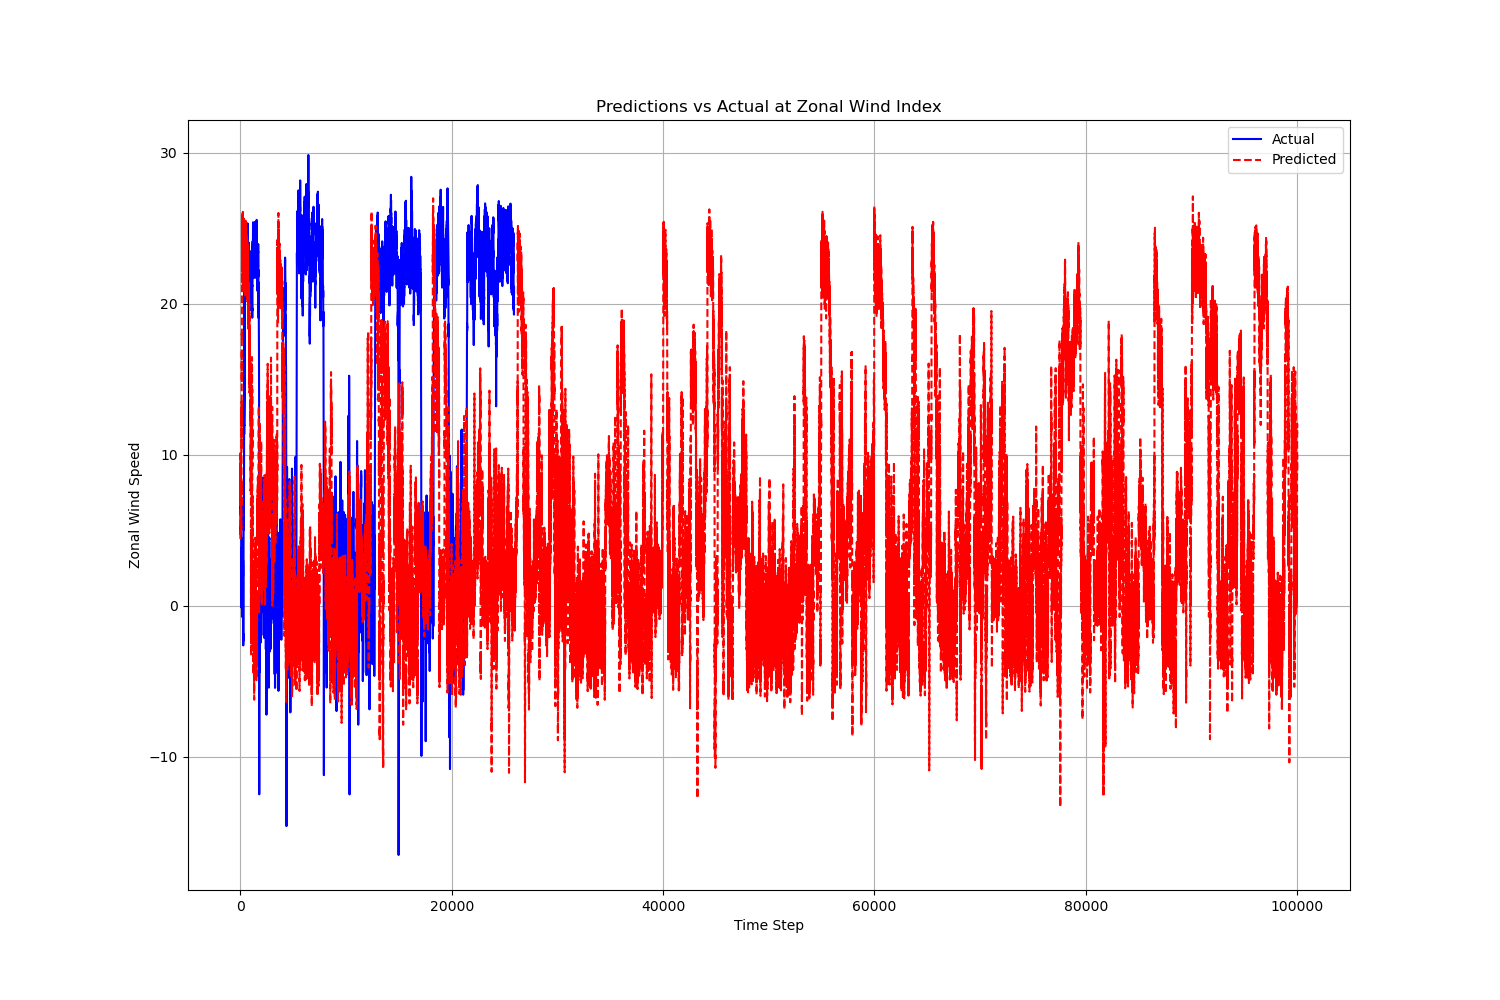 Predictions vs Actual at Zonal Wind Index
Actual
Predicted
30
20
10
0
−10
Zonal Wind Speed
0
20000
40000
60000
80000
100000
Time Step